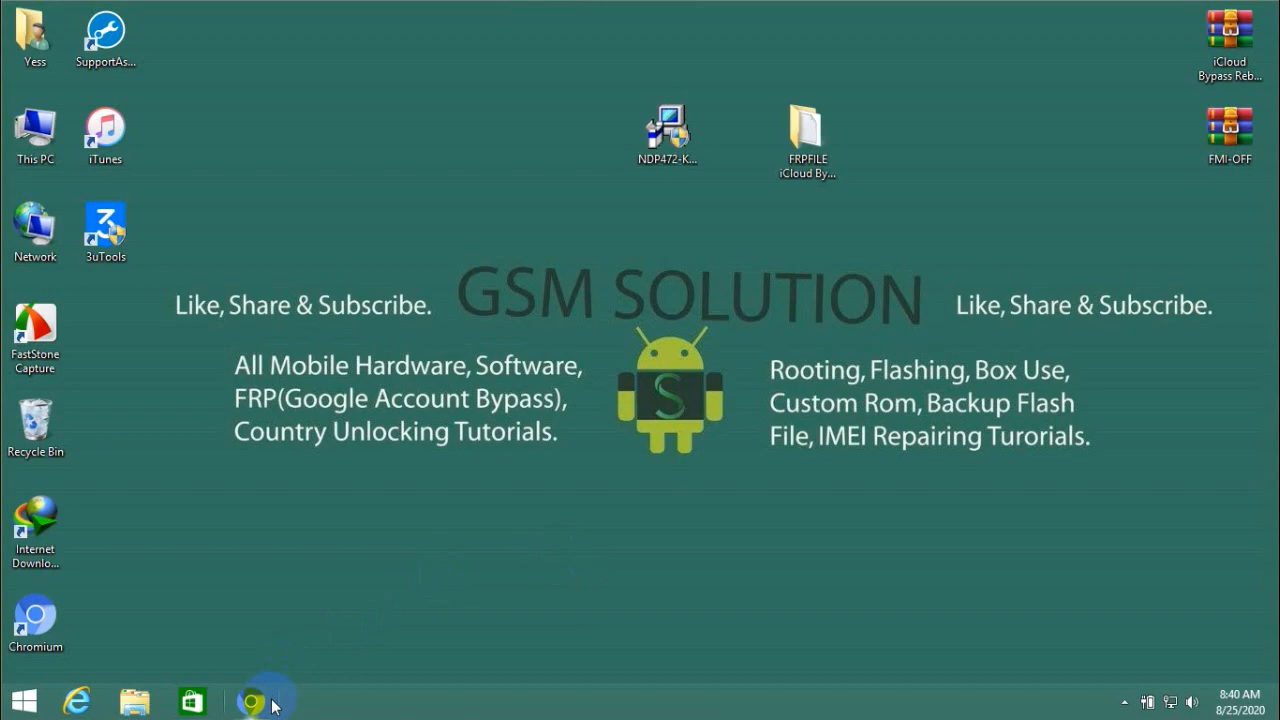 Yess
SupportAs...
iCloud
Bypass Reb...
This PC
iTunes
NDP472-K...
FRPFILE
iCloud By...
FMI-OFF
Network
3uTools
GSM SOLUTION
Like, Share & Subscribe.
Like, Share & Subscribe.
FastStone
Capture
All Mobile Hardware, Software,
FRP(Google Account Bypass),
Country Unlocking Tutorials.
S
Rooting, Flashing, Box Use,
Custom Rom, Backup Flash
File, IMEI Repairing Turorials.
Recycle Bin
Internet
Downlo...
Chromium
8:40 AM
8/25/2020